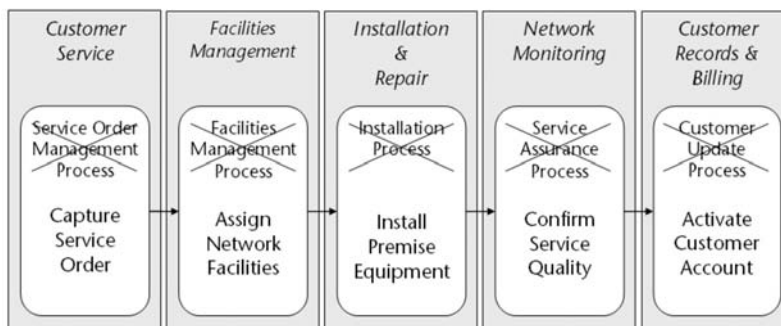 Customer
Service
Service Order
Management
Process
Capture
Service
Order
Facilities
Management
Facilities
Management
Process
Assign
Network
Facilities
Installation
&
Repair
Installation
Process
Install
Premise
Equipment
Network
Monitoring
Service
Assurance
Process
Confirm
Service
Quality
Customer
Records &
Billing
Customer
Update
Process
Activate
Customer
Account